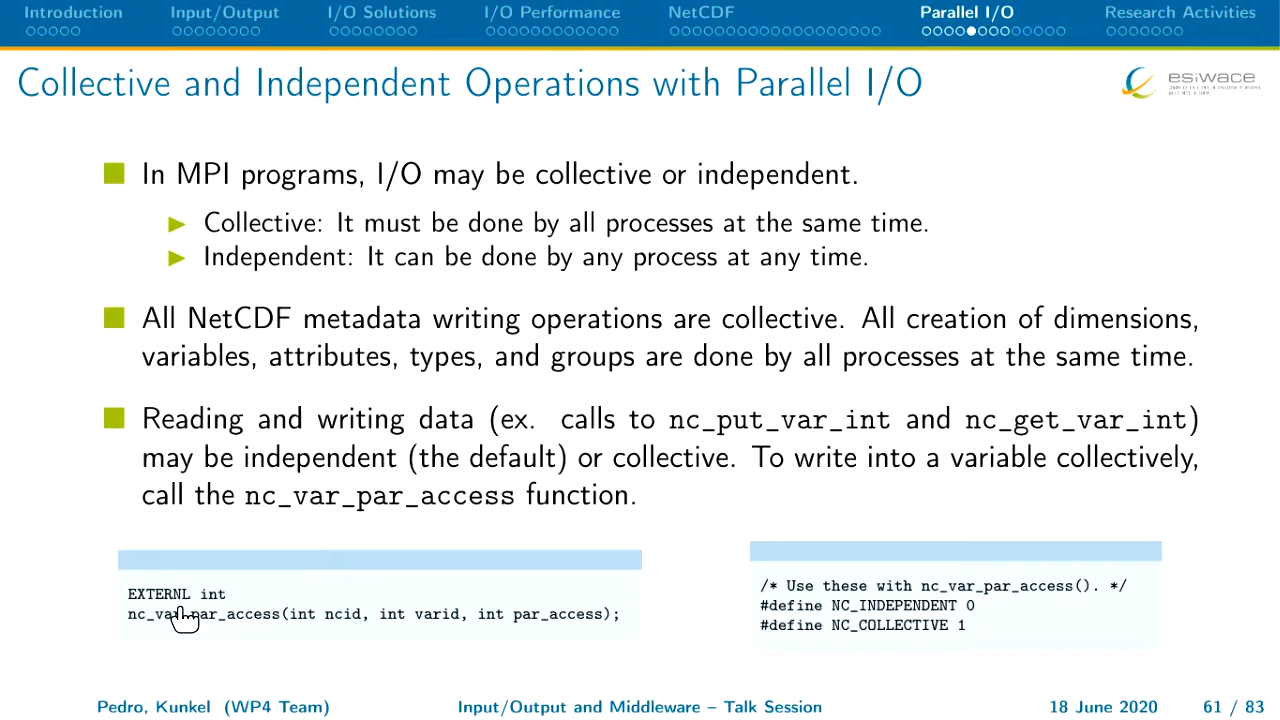 Introduction Input/Output I/O Solutions I/O Performance NetCDF Parallel I/O Research Activities
Collective and Independent Operations with Parallel I/O
esiwace
In MPI programs, I/O may be collective or independent.
Collective: It must be done by all processes at the same time.
Independent: It can be done by any process at any time.
All NetCDF metadata writing operations are collective. All creation of dimensions,
variables, attributes, types, and groups are done by all processes at the same time.
Reading and writing data (ex. calls to nc_put_var_int and nc_get_var_int)
may be independent (the default) or collective. To write into a variable collectively,
call the nc_var_par_access function.
EXTERNL int
nc_var_par_access(int ncid, int varid, int par_access);
/* Use these with nc_var_par_access(). */
#define NC_INDEPENDENT 0
#define NC_COLLECTIVE 1
Pedro, Kunkel (WP4 Team) Input/Output and Middleware – Talk Session 18 June 2020 61 / 83